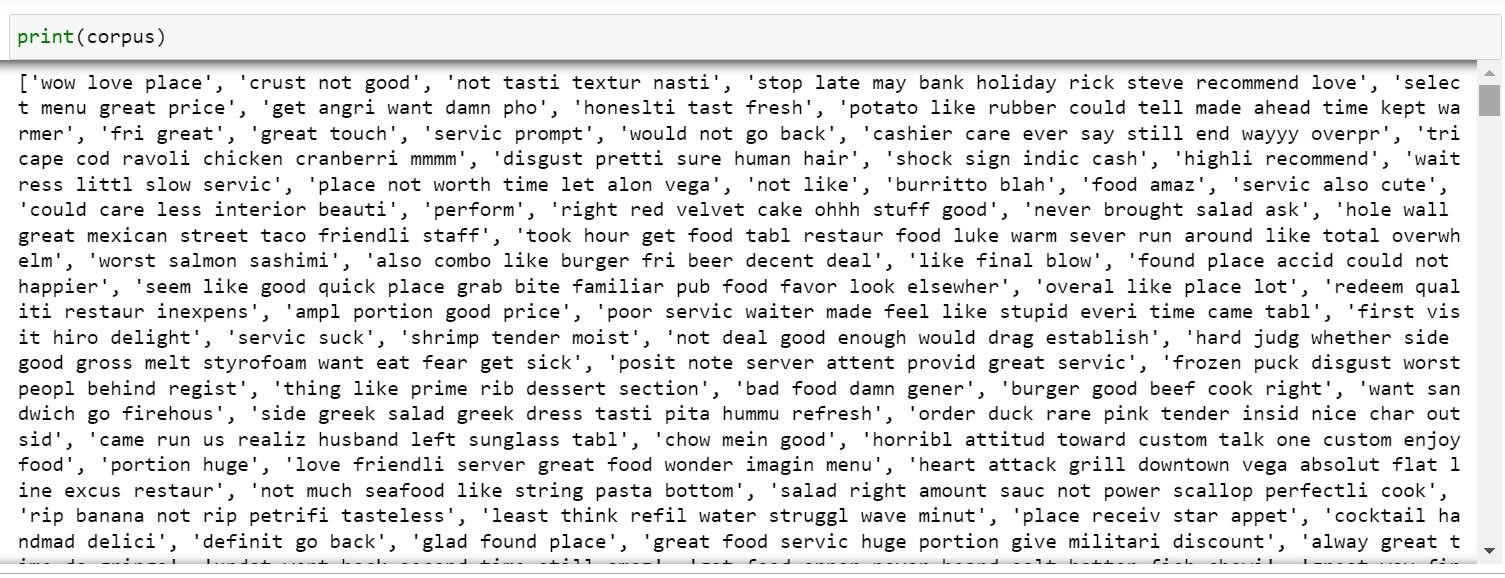 print(corpus)
['wow love place', 'crust not good', 'not tasti textur nasti', 'stop late may bank holiday rick steve recommend love', 'selec
t menu great price', 'get angri want damn pho', 'honeslti tast fresh', 'potato like rubber could tell made ahead time kept wa
rmer', 'fri great', 'great touch', 'servic prompt', 'would not go back', 'cashier care ever say still end wayyy overpr', 'tri
cape cod ravoli chicken cranberri mmmm', 'disgust pretti sure human hair', 'shock sign indic cash', 'highli recommend', 'wait
ress littl slow servic', 'place not worth time let alon vega', 'not like', 'burritto blah', 'food amaz', 'servic also cute',
'could care less interior beauti', 'perform', 'right red velvet cake ohhh stuff good', 'never brought salad ask', 'hole wall
great mexican street taco friendli staff', 'took hour get food tabl restaur food luke warm sever run around like total overwh
elm', 'worst salmon sashimi', 'also combo like burger fri beer decent deal', 'like final blow', 'found place accid could not
happier', 'seem like good quick place grab bite familiar pub food favor look elsewher', 'overal like place lot', 'redeem qual
iti restaur inexpens', 'ampl portion good price', 'poor servic waiter made feel like stupid everi time came tabl', 'first vis
it hiro delight', 'servic suck', 'shrimp tender moist', 'not deal good enough would drag establish', 'hard judg whether side
good gross melt styrofoam want eat fear get sick', 'posit note server attent provid great servic', 'frozen puck disgust worst
peopl behind regist', 'thing like prime rib dessert section', 'bad food damn gener', 'burger good beef cook right', 'want san
dwich go firehous', 'side greek salad greek dress tasti pita hummu refresh', 'order duck rare pink tender insid nice char out
sid', 'came run us realiz husband left sunglass tabl', 'chow mein good', 'horribl attitud toward custom talk one custom enjoy
food', 'portion huge', 'love friendli server great food wonder imagin menu', 'heart attack grill downtown vega absolut flat l
ine excus restaur', 'not much seafood like string pasta bottom', 'salad right amount sauc not power scallop perfectli cook',
'rip banana not rip petrifi tasteless', 'least think refil water struggl wave minut', 'place receiv star appet', 'cocktail ha
ndmad delici', 'definit go back', 'glad found place', 'great food servic huge portion give militari discount', 'alway great t